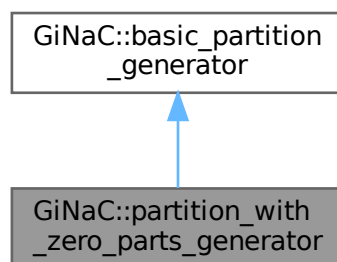 GiNaC::basic_partition
_generator
GiNaC::partition_with
_zero_parts_generator